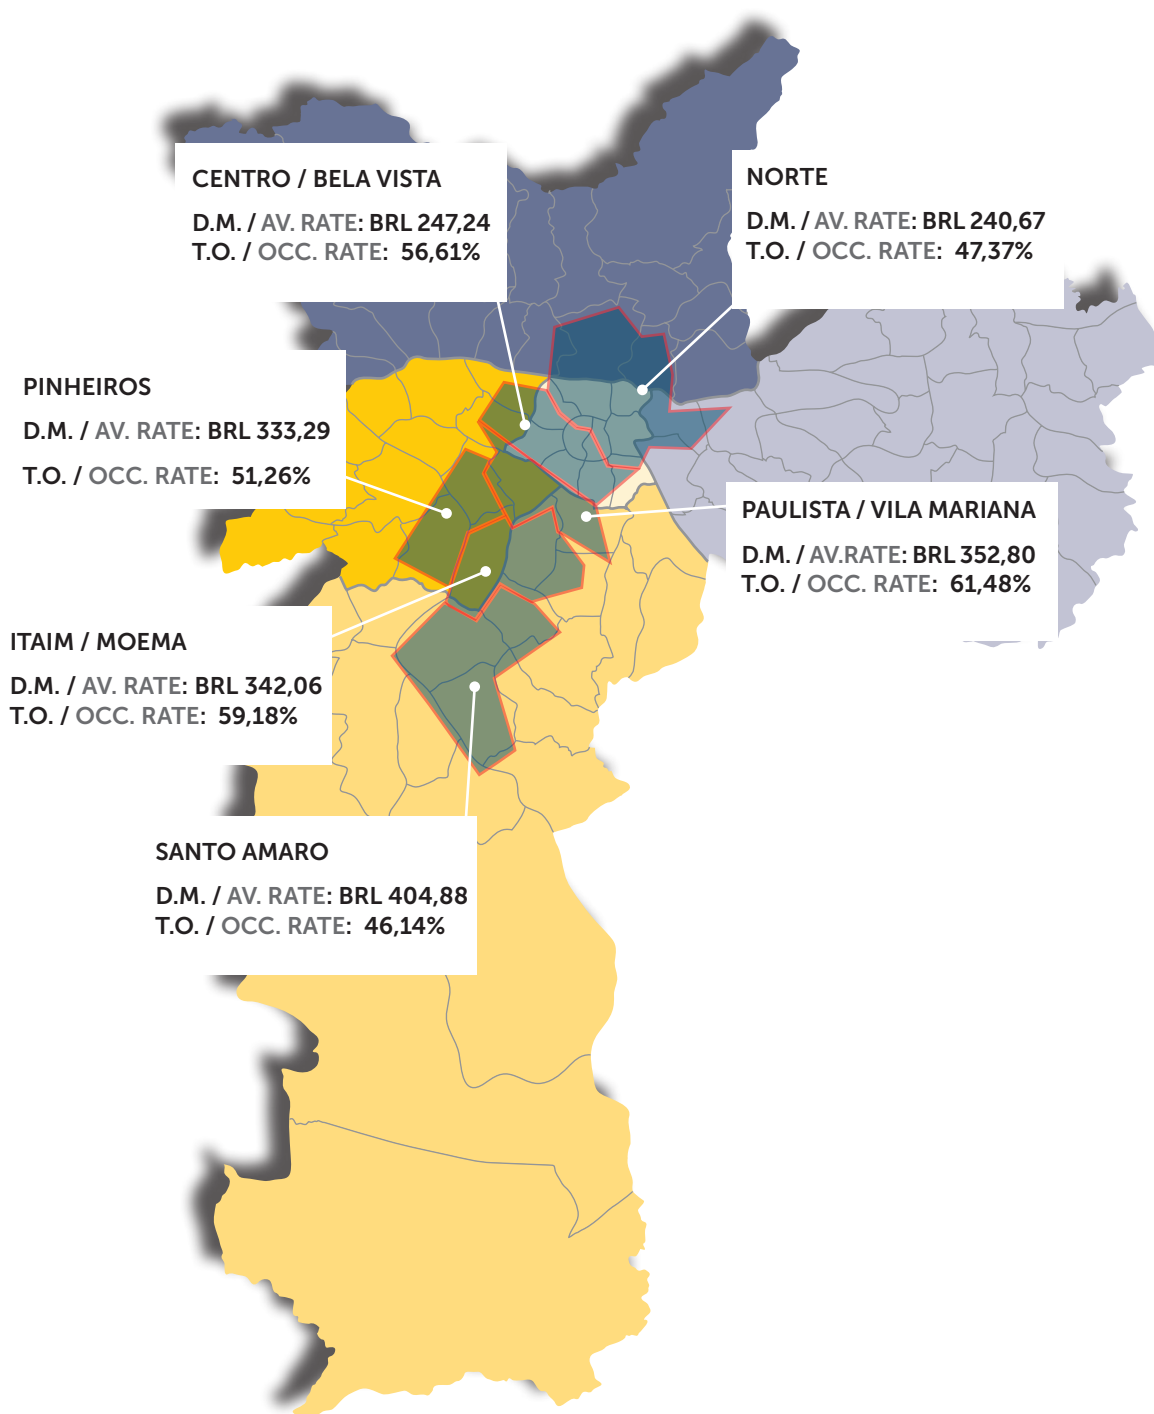 CENTRO / BELA VISTA
D.M. / AV. RATE: BRL 247,24
T.O. / OCC. RATE: 56,61%
NORTE
D.M. / AV. RATE: BRL 240,67
T.O. / OCC. RATE: 47,37%
PINHEIROS
D.M. / AV. RATE: BRL 333,29
T.O. / OCC. RATE: 51,26%
PAULISTA / VILA MARIANA
D.M. / AV.RATE: BRL 352,80
T.O. / OCC. RATE: 61,48%
ITAIM / MOEMA
D.M. / AV. RATE: BRL 342,06
T.O. / OCC. RATE: 59,18%
SANTO AMARO
D.M. / AV. RATE: BRL 404,88
T.O. / OCC. RATE: 46,14%